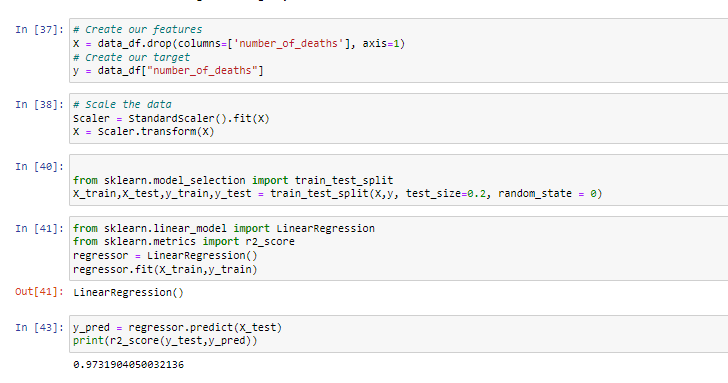 In [37]: # Create our features
X = data_df.drop(columns=['number_of_deaths'], axis=1)
# Create our target
y = data_df["number_of_deaths"]
In [38]: # Scale the data
Scaler = StandardScaler().fit(X)
X = Scaler.transform(X)
In [40]:
from sklearn.model_selection import train_test_split
X_train,X_test,y_train,y_test = train_test_split(X,y, test_size=0.2, random_state = 0)
In [41]: from sklearn.linear_model import LinearRegression
from sklearn.metrics import r2_score
regressor = LinearRegression()
regressor.fit(X_train,y_train)
Out[41]: LinearRegression()
In [43]: y_pred = regressor.predict(X_test)
print(r2_score(y_test,y_pred))
0.9731904050032136